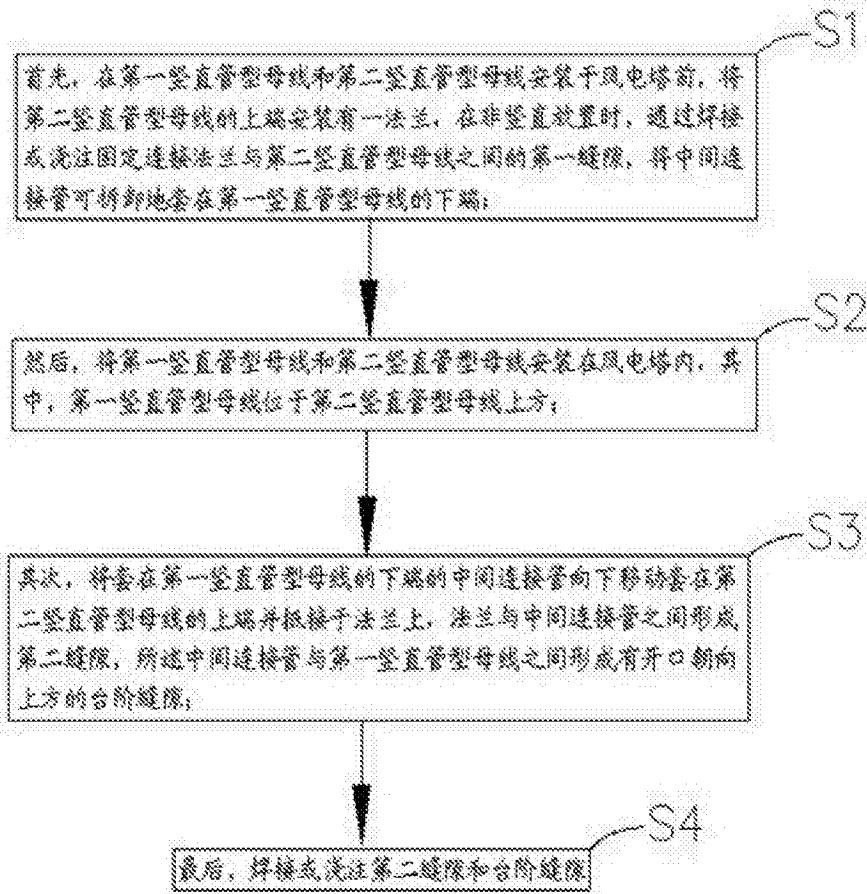 S1
首先，在第一竖直管型母线和第二竖直管型母线安装于风电塔前，将
第二竖直管型母线的上端安装有一法兰，在非竖直放置时，通过焊接
或浇注固定连接法兰与第二竖直管型母线之间的第一缝隙，将中间连
接管可拆卸地套在第一竖直管型母线的下端；
S2
然后，将第一竖直管型母线和第二竖直管型母线安装在风电塔内，其
中，第一竖直管型母线位于第二竖直管型母线上方；
S3
其次，将套在第一竖直管型母线的下端的中间连接管向下移动套在第
二竖直管型母线的上端并抵接于法兰上，法兰与中间连接管之间形成
第二缝隙，所述中间连接管与第一竖直管型母线之间形成有开口朝向
上方的台阶缝隙；
S4
最后，焊接或浇注第二缝隙和台阶缝隙